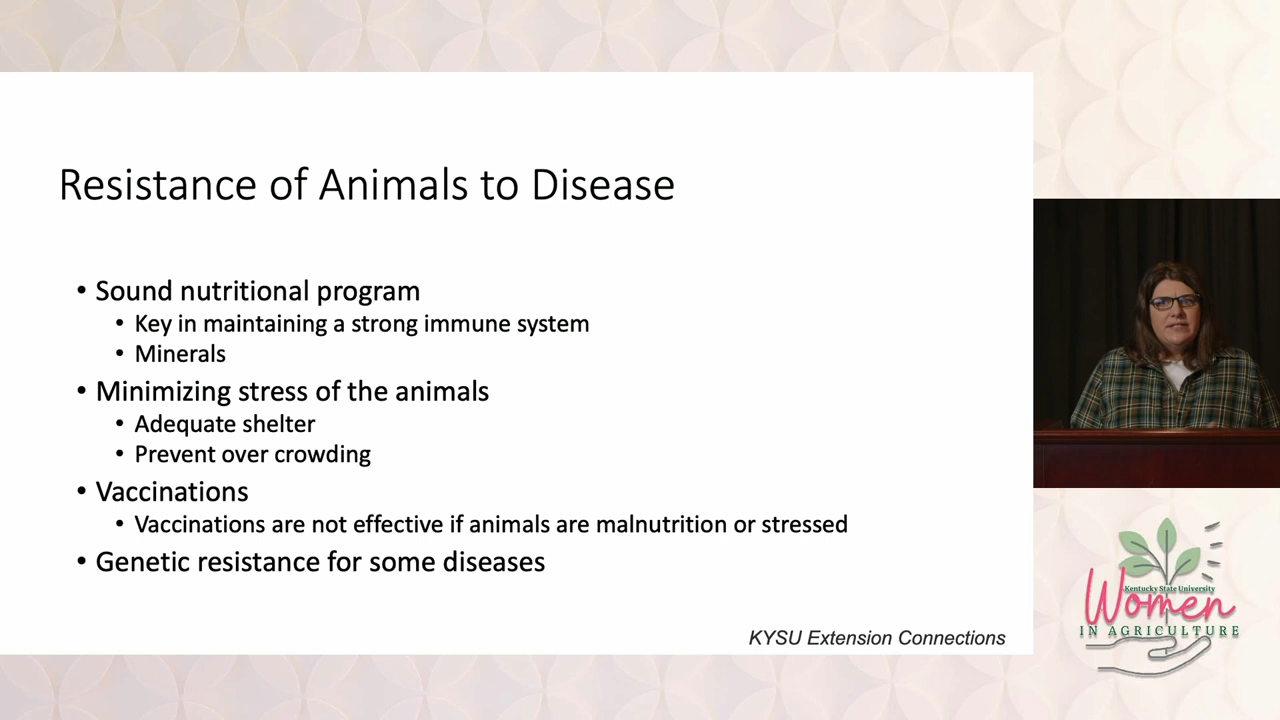 Resistance of Animals to Disease
• Sound nutritional program
• Key in maintaining a strong immune system
• Minerals
• Minimizing stress of the animals
• Adequate shelter
• Prevent over crowding
• Vaccinations
• Vaccinations are not effective if animals are malnutrition or stressed
• Genetic resistance for some diseases
KYSU Extension Connections
Kentucky State University
Women
IN AGRICULTURE